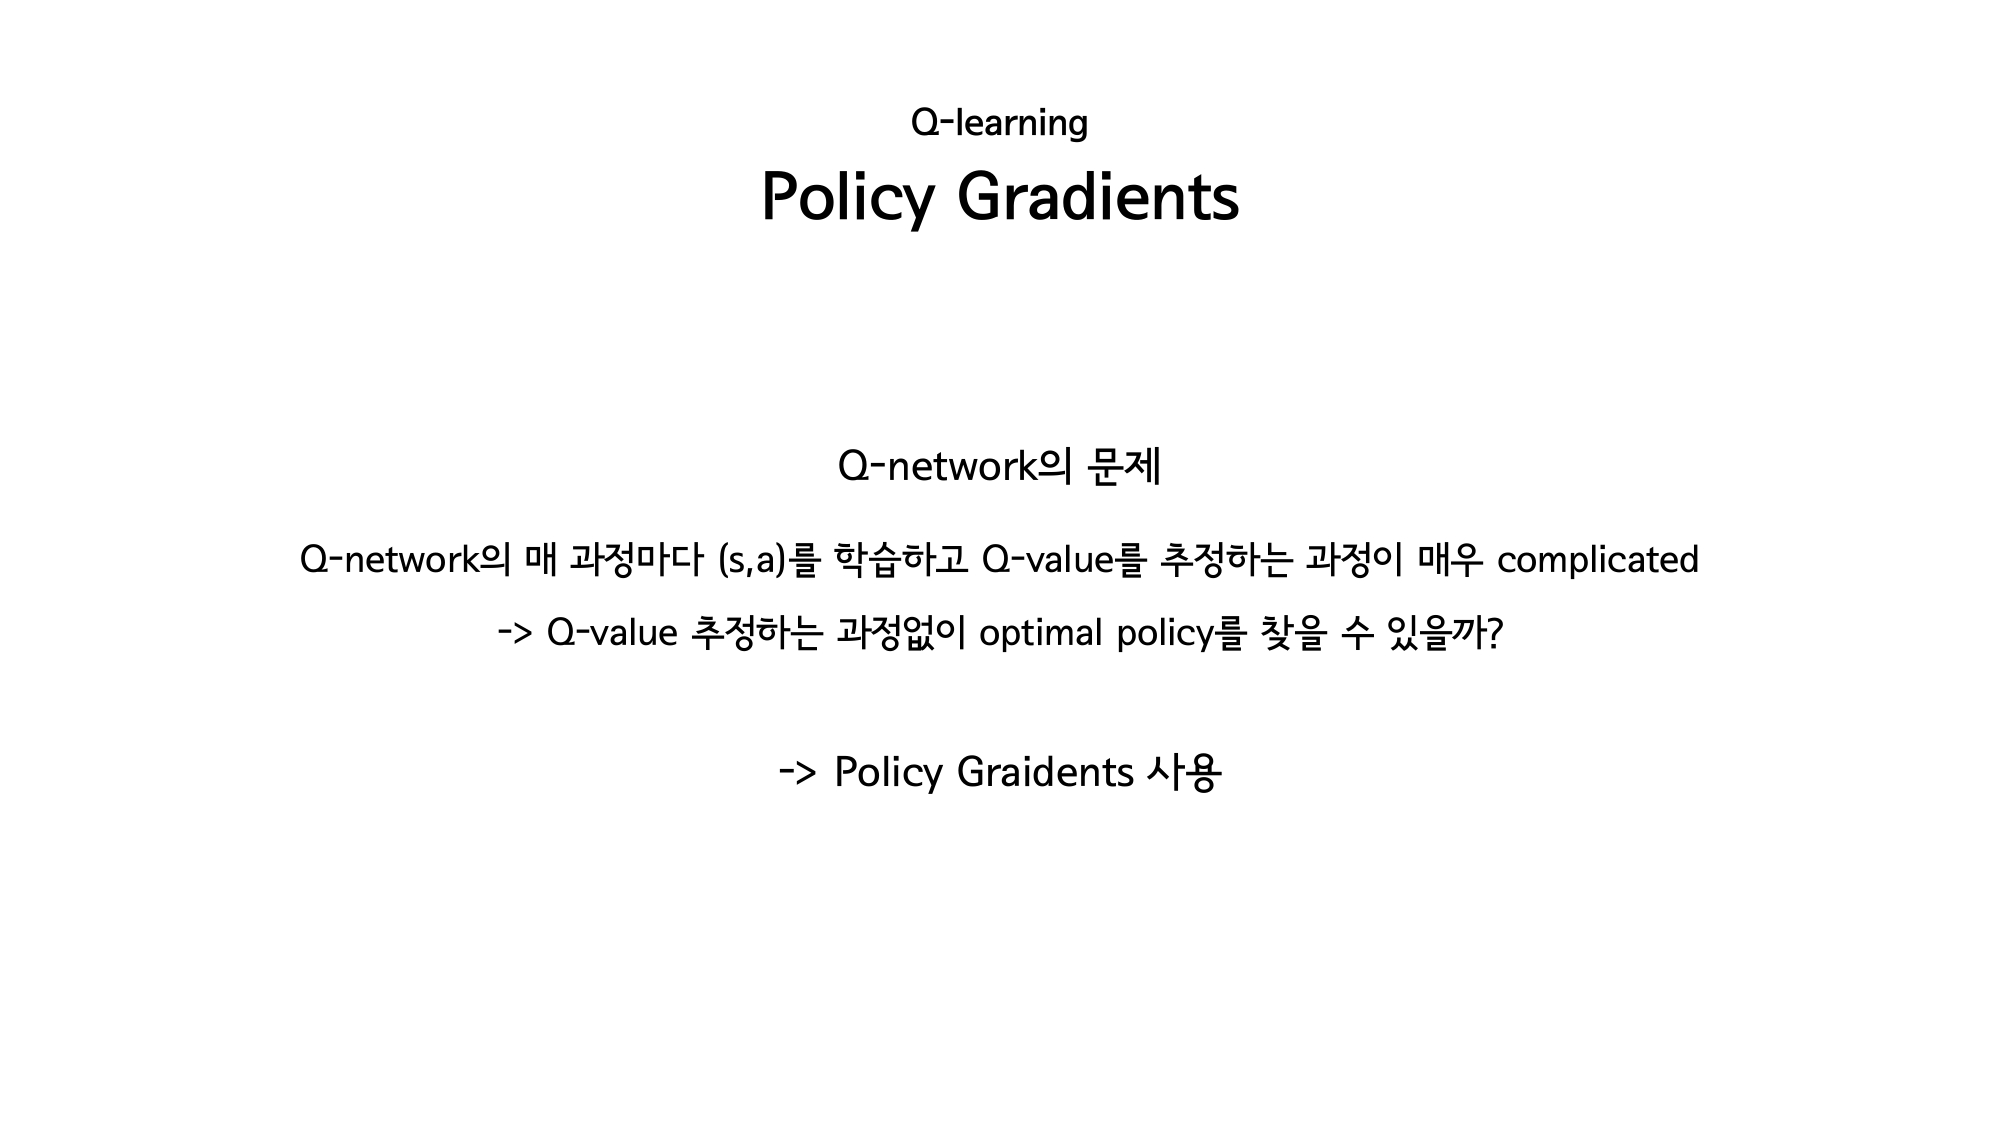 Q-learning
Policy Gradients
Q-network의 문제
Q-network의 매 과정마다 (s,a)를 학습하고 Q-value를 추정하는 과정이 매우 complicated
-> Q-value 추정하는 과정없이 optimal policy를 찾을 수 있을까?
-> Policy Graidents 사용